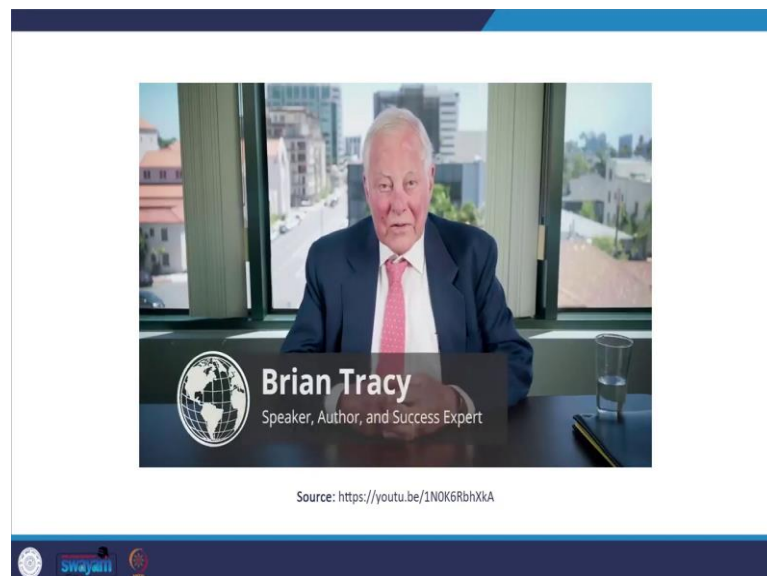 Brian Tracy
Speaker, Author, and Success Expert
Source: https://youtu.be/1N0K6RbhXkA
swayam